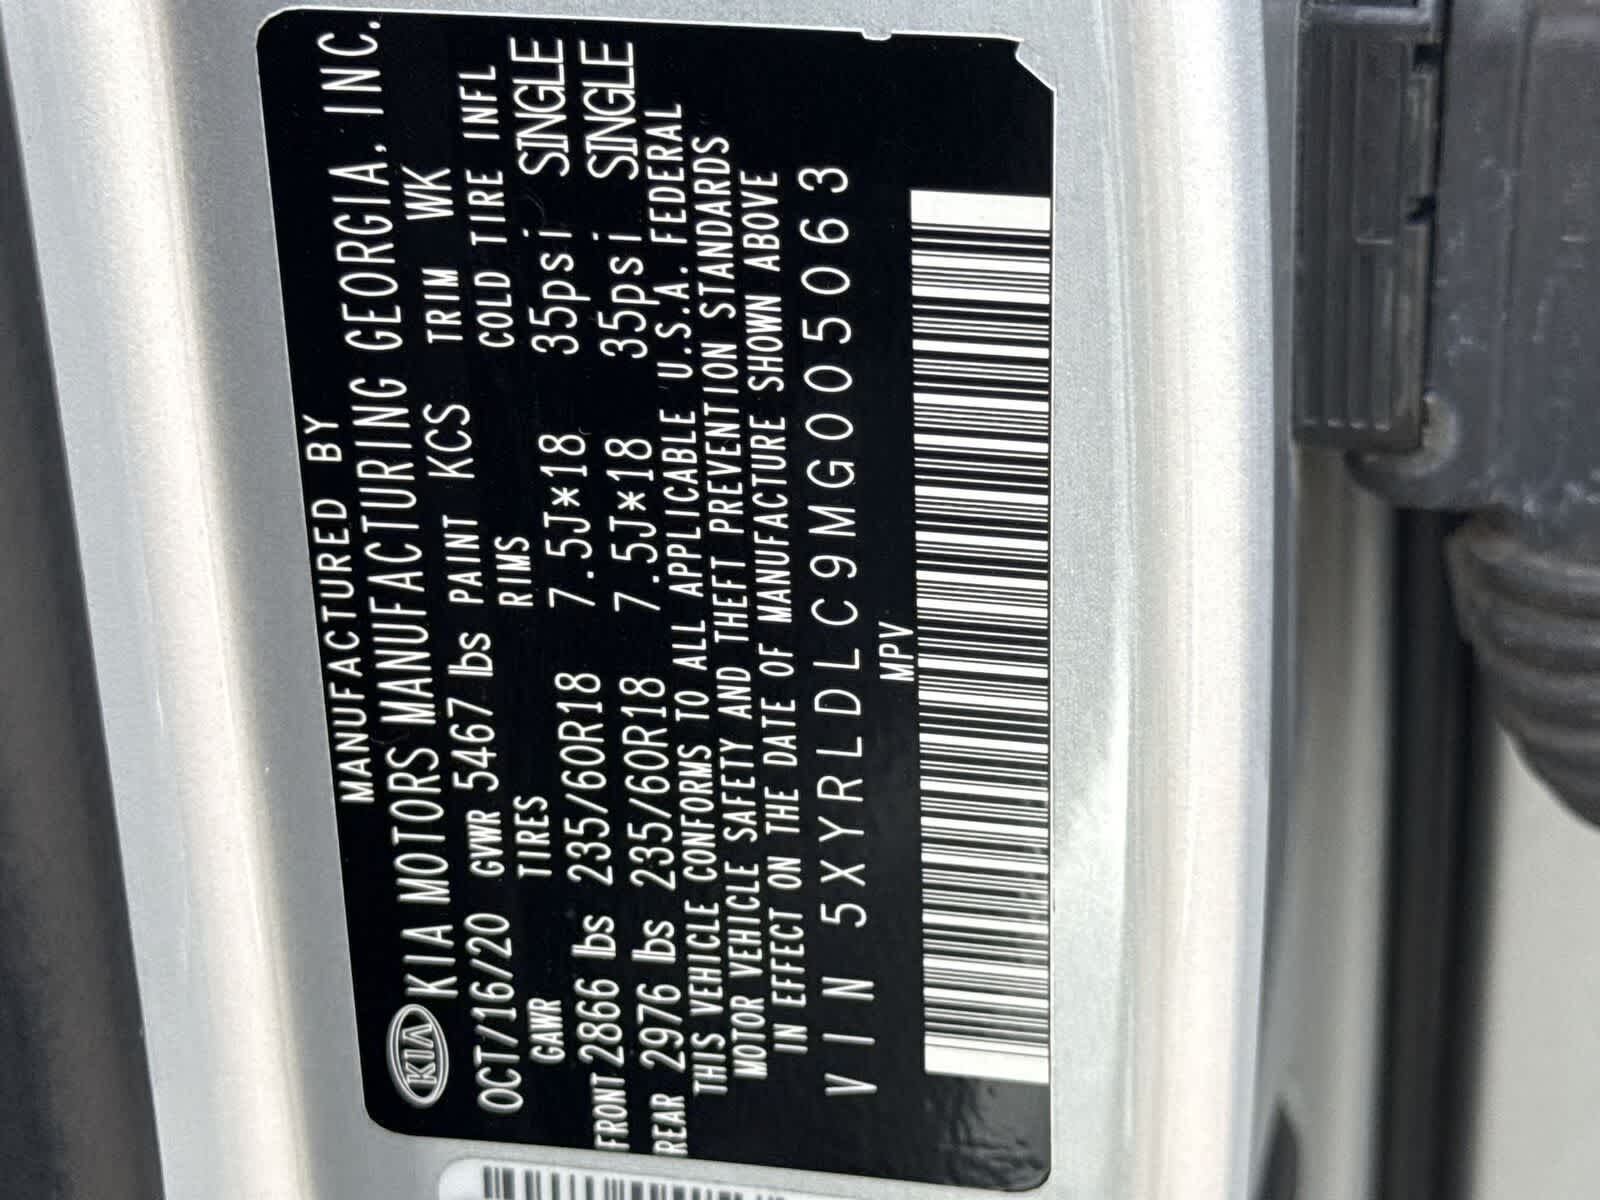 MANUFACTURED BY
KIA KIA MOTORS MANUFACTURING GEORGIA, INC.
OCT/16/20 GVWR 5467 lbs PAINT KCS TRIM WK
GAWR TIRES RIMS COLD TIRE INFL
FRONT 2866 lbs 235/60R18 7.5J*18 35psi SINGLE
REAR 2976 lbs 235/60R18 7.5J*18 35psi SINGLE
THIS VEHICLE CONFORMS TO ALL APPLICABLE U.S.A. FEDERAL
MOTOR VEHICLE SAFETY AND THEFT PREVENTION STANDARDS
IN EFFECT ON THE DATE OF MANUFACTURE SHOWN ABOVE
VIN 5XYRLDLC9MG005063
MPV